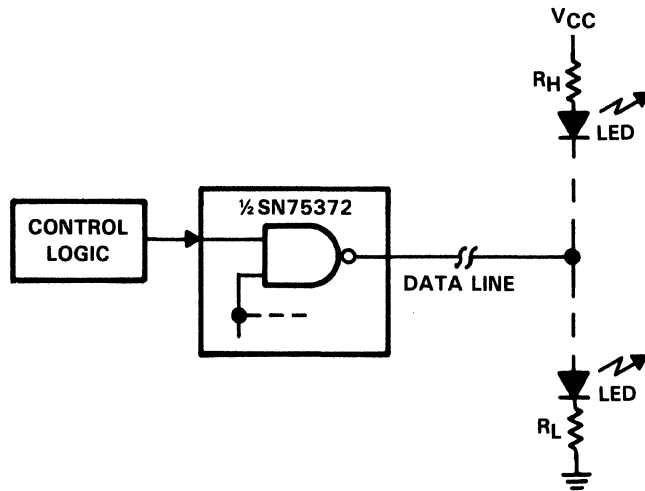 VCC
RH
LED
½ SN75372
CONTROL
LOGIC
DATA LINE
LED
RL